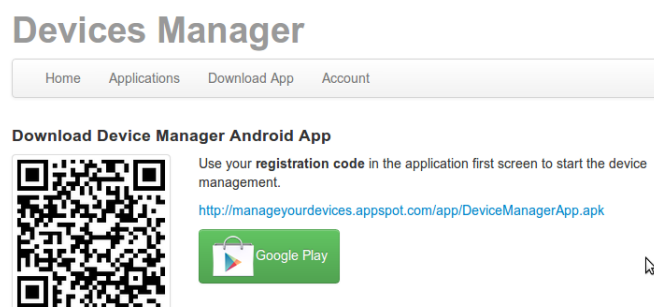 Devices Manager
Home Applications Download App Account
Download Device Manager Android App
Use your registration code in the application first screen to start the device
management.
http://manageyourdevices.appspot.com/app/DeviceManagerApp.apk
Google Play